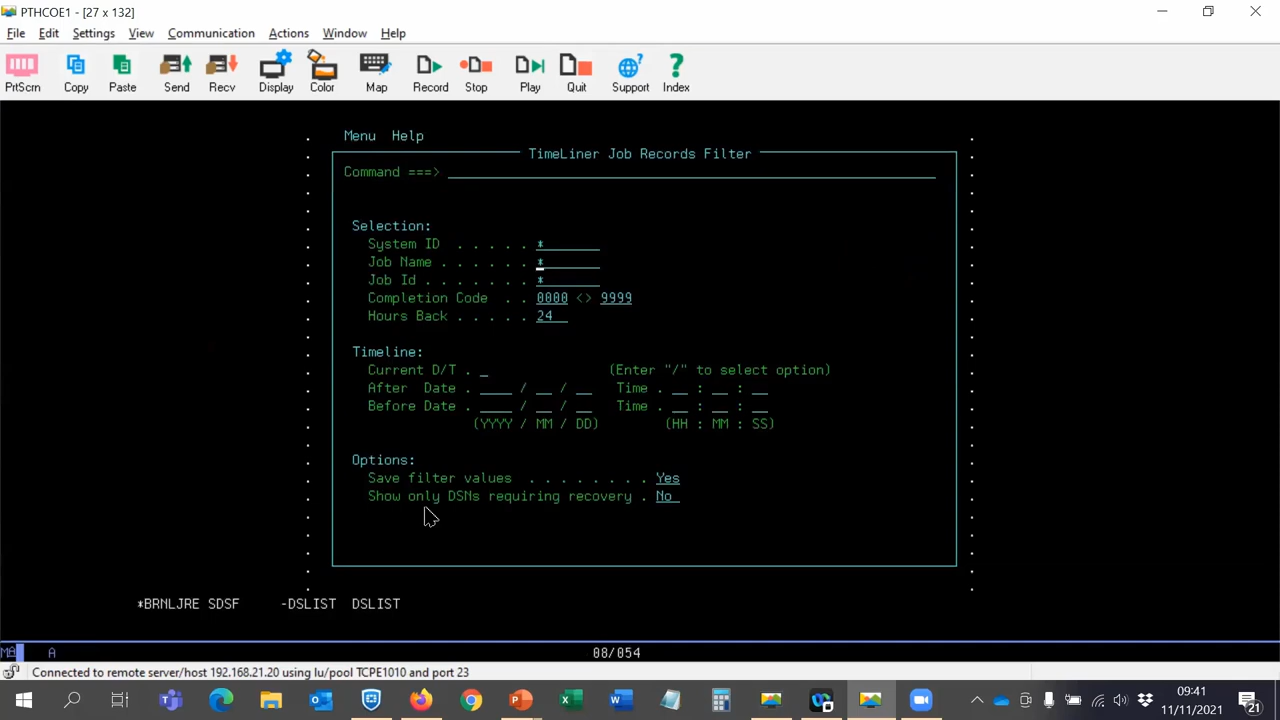 PTHCOE1 - [27 x 132]
File Edit Settings View Communication Actions Window Help
PrtScrn Copy Paste Send Recv Display Color Map Record Stop Play Quit Support Index
Menu Help
TimeLiner Job Records Filter
Command ===>
Selection:
System ID . . . . . *
Job Name . . . . . . *
Job Id . . . . . . . *
Completion Code . . 0000 <> 9999
Hours Back . . . . . 24
Timeline:
Current D/T . _ (Enter "/" to select option)
After Date . ____ / __ / __ Time . __ : __ : __
Before Date . ____ / __ / __ Time . __ : __ : __
(YYYY / MM / DD) (HH : MM : SS)
Options:
Save filter values . . . . . . . . Yes
Show only DSNs requiring recovery . No
*BRNLJRE SDSF -DSLIST DSLIST
A 08/054
Connected to remote server/host 192.168.21.20 using lu/pool TCPE1010 and port 23
09:41
11/11/2021
21